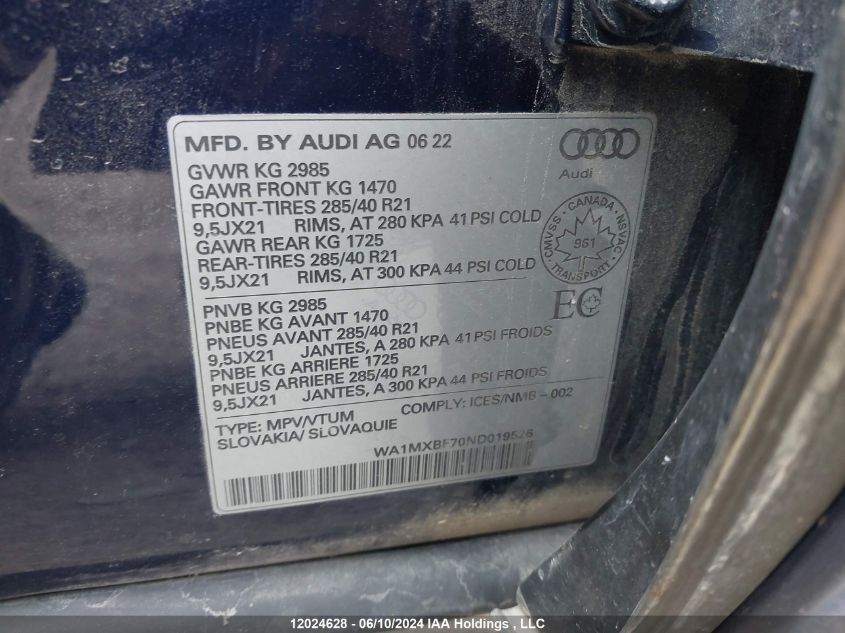 MFD. BY AUDI AG 06 22
Audi
GVWR KG 2985
GAWR FRONT KG 1470
FRONT-TIRES 285/40 R21
9,5JX21 RIMS, AT 280 KPA 41 PSI COLD
GAWR REAR KG 1725
REAR-TIRES 285/40 R21
9,5JX21 RIMS, AT 300 KPA 44 PSI COLD
CANADA
CMVSS NSVAC
961
TRANSPORT
EC
PNVB KG 2985
PNBE KG AVANT 1470
PNEUS AVANT 285/40 R21
9,5JX21 JANTES, A 280 KPA 41 PSI FROIDS
PNBE KG ARRIERE 1725
PNEUS ARRIERE 285/40 R21
9,5JX21 JANTES, A 300 KPA 44 PSI FROIDS
TYPE: MPV/VTUM COMPLY: ICES/NMB-002
SLOVAKIA/ SLOVAQUIE
WA1MXBF70ND019526
12024628 - 06/10/2024 IAA Holdings , LLC